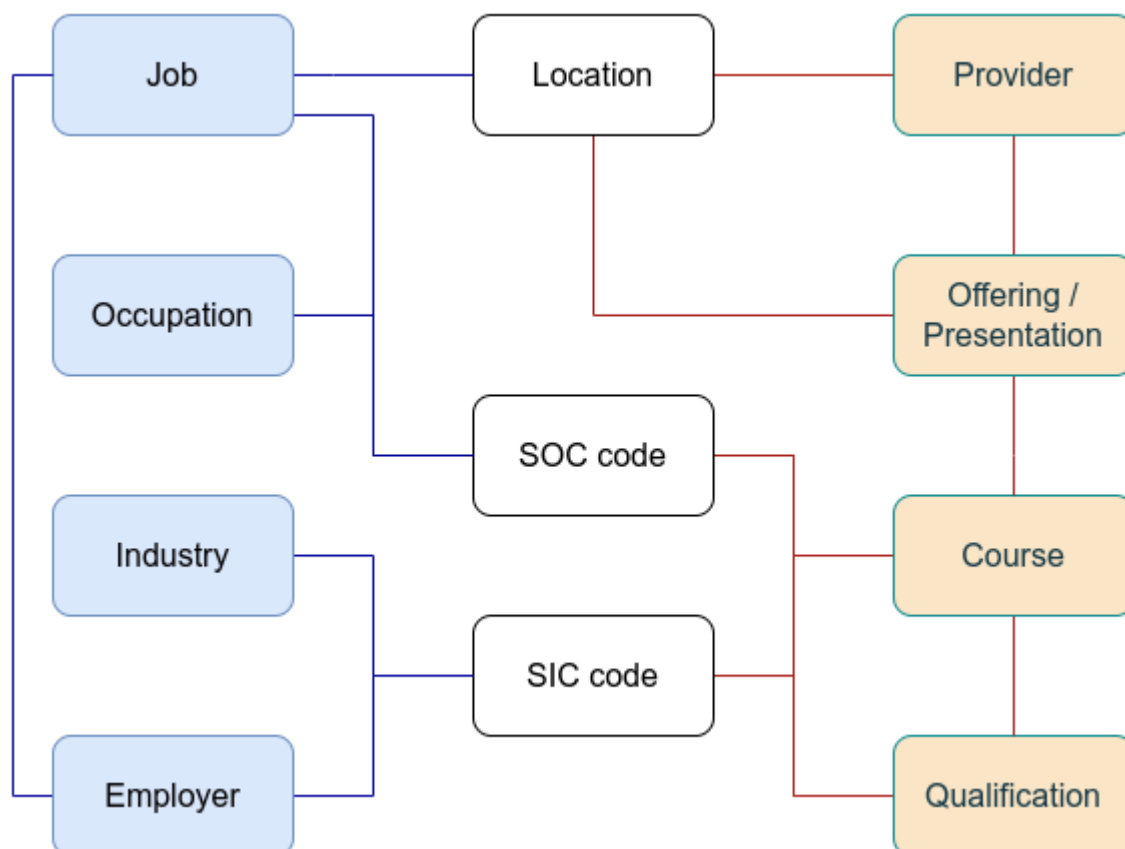 Job
Location
Provider
Occupation
Offering /
Presentation
SOC code
Industry
Course
SIC code
Employer
Qualification